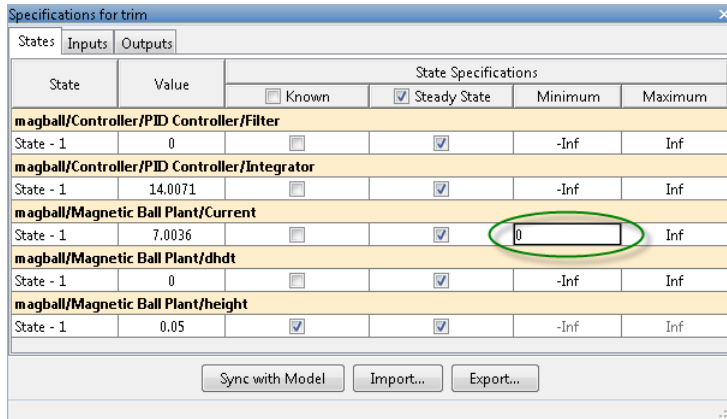 Specifications for trim
States Inputs Outputs
State Value State Specifications
Known Steady State Minimum Maximum
magball/Controller/PID Controller/Filter
State - 1 0 -Inf Inf
magball/Controller/PID Controller/Integrator
State - 1 14.0071 -Inf Inf
magball/Magnetic Ball Plant/Current
State - 1 7.0036 0 Inf
magball/Magnetic Ball Plant/dhdt
State - 1 0 -Inf Inf
magball/Magnetic Ball Plant/height
State - 1 0.05 -Inf Inf
Sync with Model Import... Export...